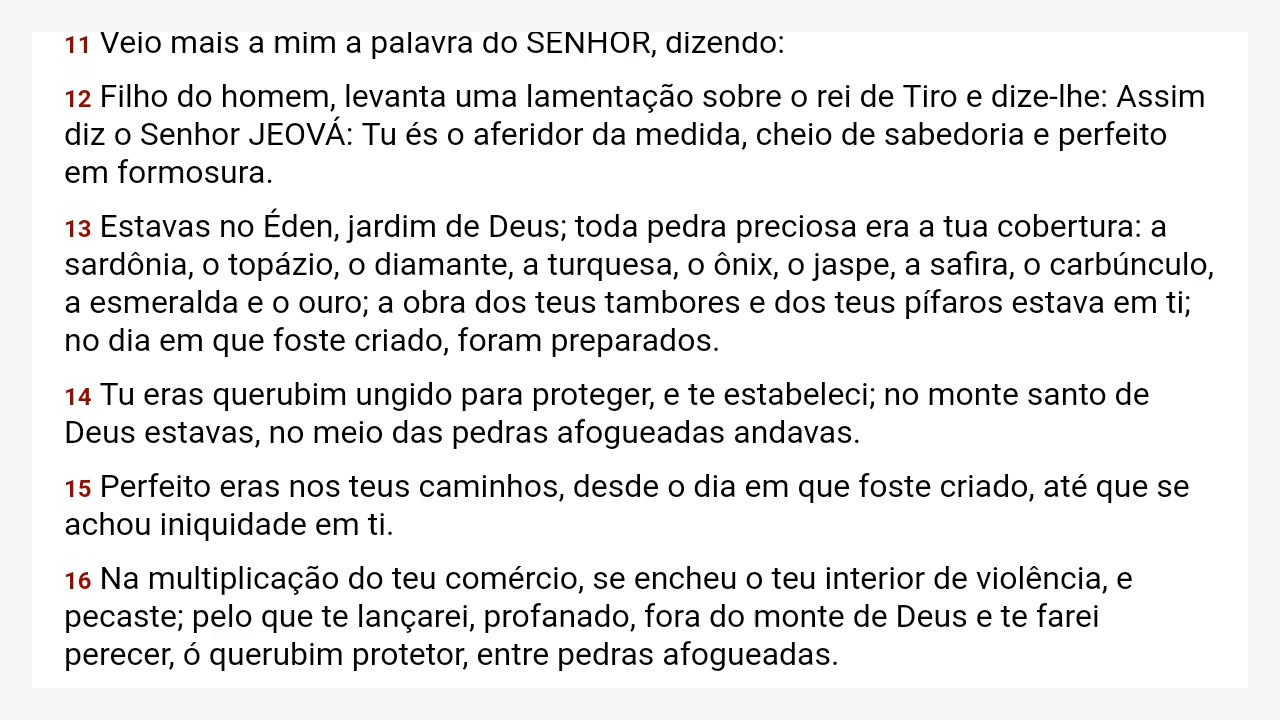 11 Veio mais a mim a palavra do SENHOR, dizendo:
12 Filho do homem, levanta uma lamentação sobre o rei de Tiro e dize-lhe: Assim
diz o Senhor JEOVÁ: Tu és o aferidor da medida, cheio de sabedoria e perfeito
em formosura.
13 Estavas no Éden, jardim de Deus; toda pedra preciosa era a tua cobertura: a
sardônia, o topázio, o diamante, a turquesa, o ônix, o jaspe, a safira, o carbúnculo,
a esmeralda e o ouro; a obra dos teus tambores e dos teus pífaros estava em ti;
no dia em que foste criado, foram preparados.
14 Tu eras querubim ungido para proteger, e te estabeleci; no monte santo de
Deus estavas, no meio das pedras afogueadas andavas.
15 Perfeito eras nos teus caminhos, desde o dia em que foste criado, até que se
achou iniquidade em ti.
16 Na multiplicação do teu comércio, se encheu o teu interior de violência, e
pecaste; pelo que te lançarei, profanado, fora do monte de Deus e te farei
perecer, ó querubim protetor, entre pedras afogueadas.